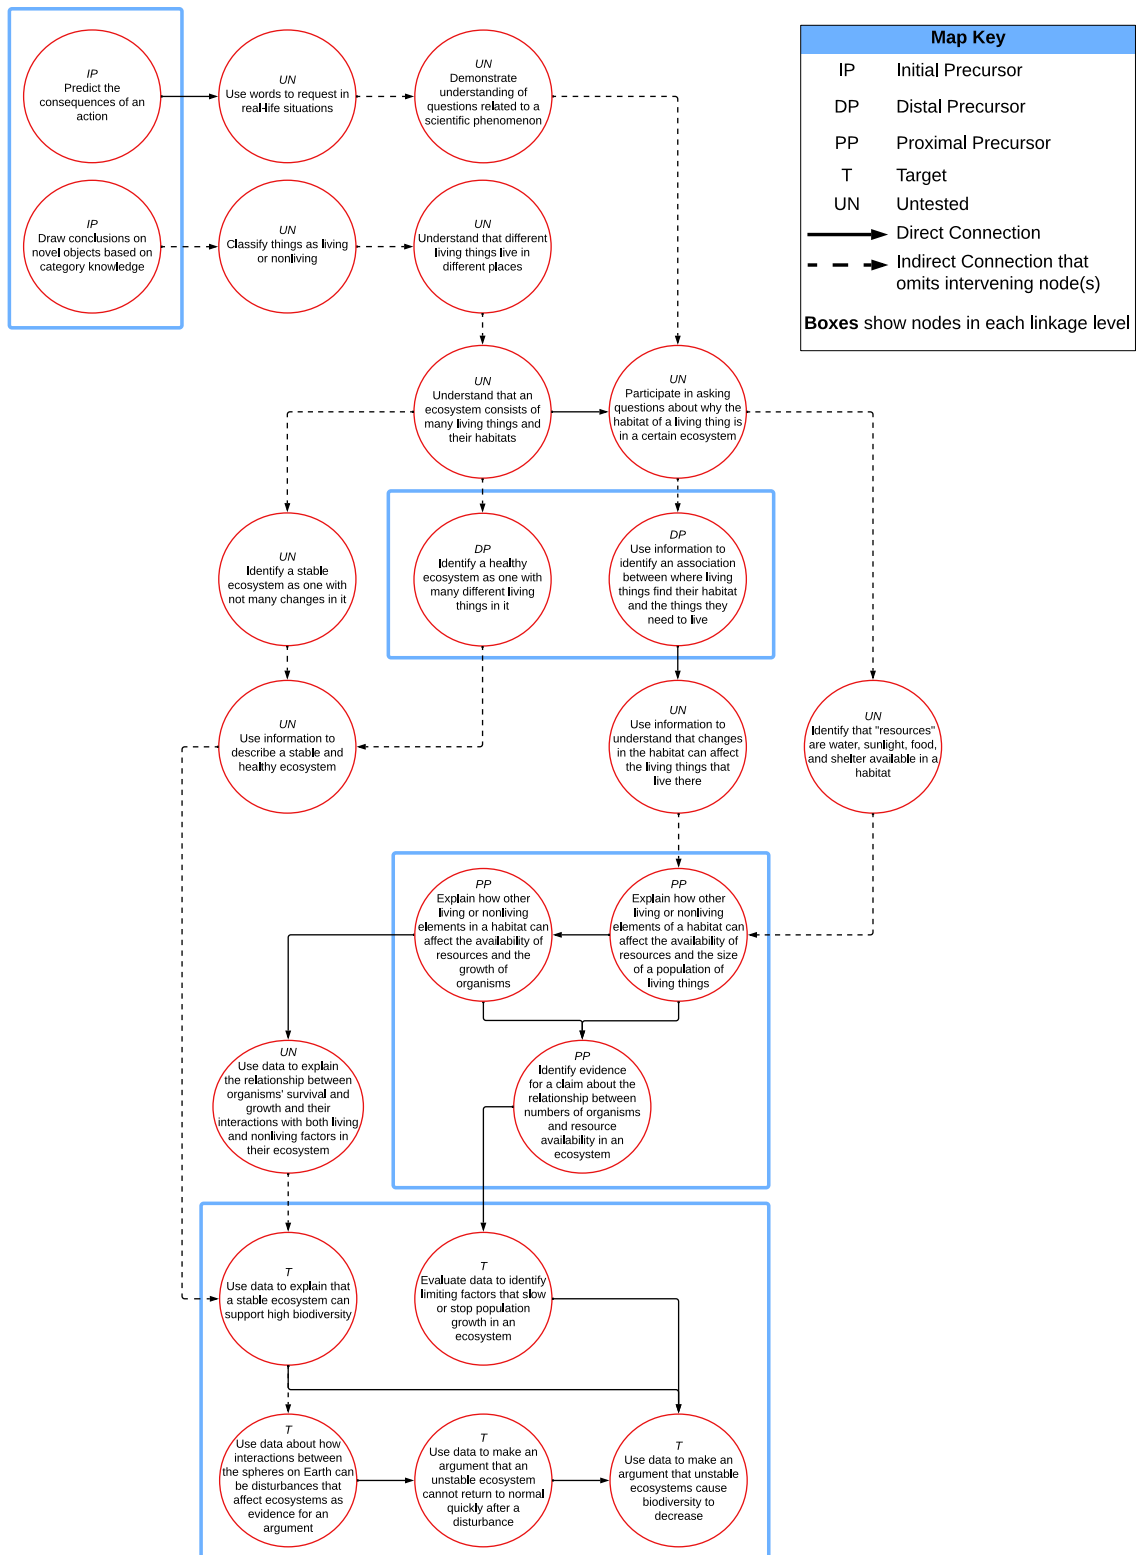 IP
Predict the
consequences of an
action
UN
Use words to request in
real-life situations
UN
Demonstrate
understanding of
questions related to a
scientific phenomenon
Map Key
IP Initial Precursor
DP Distal Precursor
PP Proximal Precursor
T Target
UN Untested
Direct Connection
Indirect Connection that
omits intervening node(s)
Boxes show nodes in each linkage level
IP
Draw conclusions on
novel objects based on
category knowledge
UN
Classify things as living
or nonliving
UN
Understand that different
living things live in
different places
UN
Understand that an
ecosystem consists of
many living things and
their habitats
UN
Participate in asking
questions about why the
habitat of a living thing is
in a certain ecosystem
UN
Identify a stable
ecosystem as one with
not many changes in it
DP
Identify a healthy
ecosystem as one with
many different living
things in it
DP
Use information to
identify an association
between where living
things find their habitat
and the things they
need to live
UN
Use information to
describe a stable and
healthy ecosystem
UN
Use information to
understand that changes
in the habitat can affect
the living things that
live there
UN
Identify that "resources"
are water, sunlight, food,
and shelter available in a
habitat
PP
Explain how other
living or nonliving
elements in a habitat can
affect the availability of
resources and the
growth of
organisms
PP
Explain how other
living or nonliving
elements of a habitat can
affect the availability of
resources and the size
of a population of
living things
UN
Use data to explain
the relationship between
organisms' survival and
growth and their
interactions with both living
and nonliving factors in
their ecosystem
PP
Identify evidence
for a claim about the
relationship between
numbers of organisms
and resource
availability in an
ecosystem
T
Use data to explain that
a stable ecosystem can
support high biodiversity
T
Evaluate data to identify
limiting factors that slow
or stop population
growth in an
ecosystem
T
Use data about how
interactions between
the spheres on Earth can
be disturbances that
affect ecosystems as
evidence for an
argument
T
Use data to make an
argument that an
unstable ecosystem
cannot return to normal
quickly after a
disturbance
T
Use data to make an
argument that unstable
ecosystems cause
biodiversity to
decrease